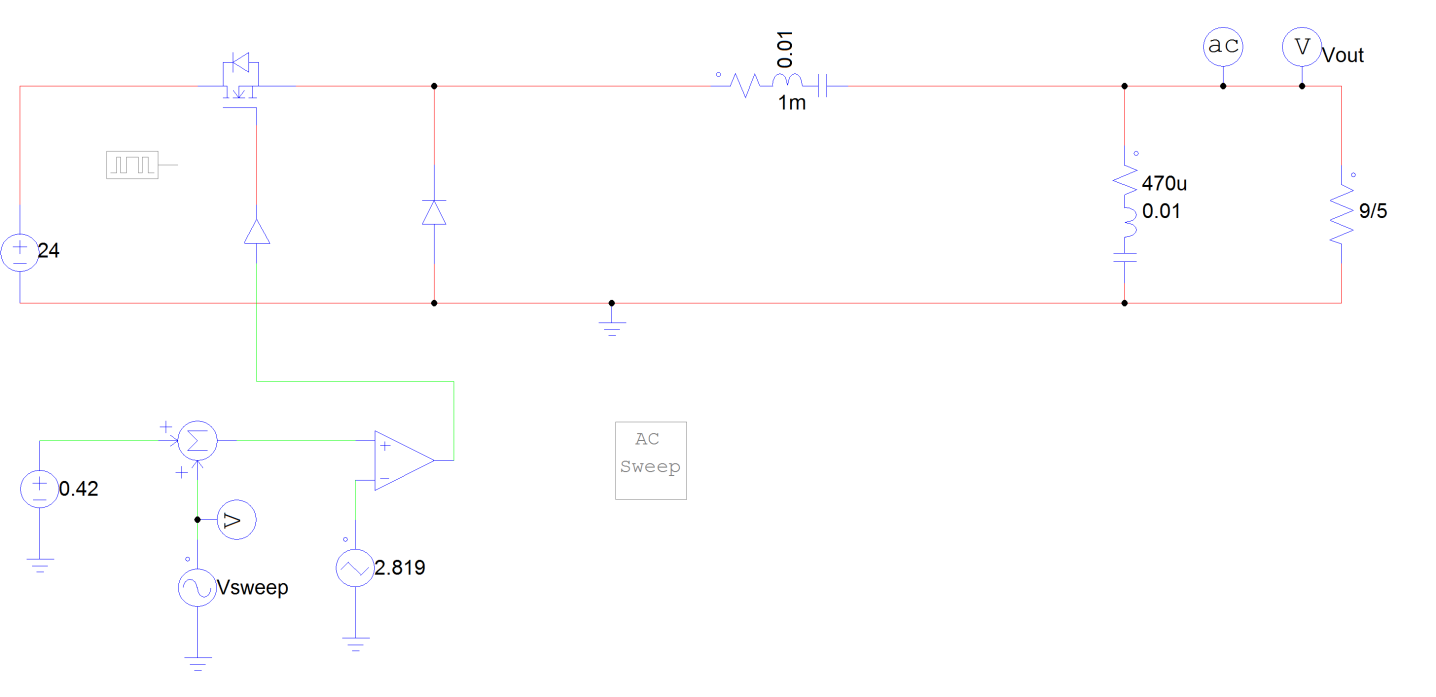 0.01
ac
V
Vout
1m
470u
0.01
9/5
24
+
+
0.42
Σ
V
Vsweep
2.819
AC
Sweep